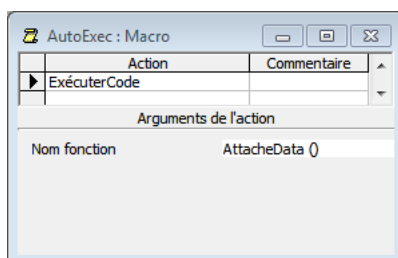 AutoExec : Macro
Action Commentaire
ExécuterCode
Arguments de l'action
Nom fonction AttacheData ()